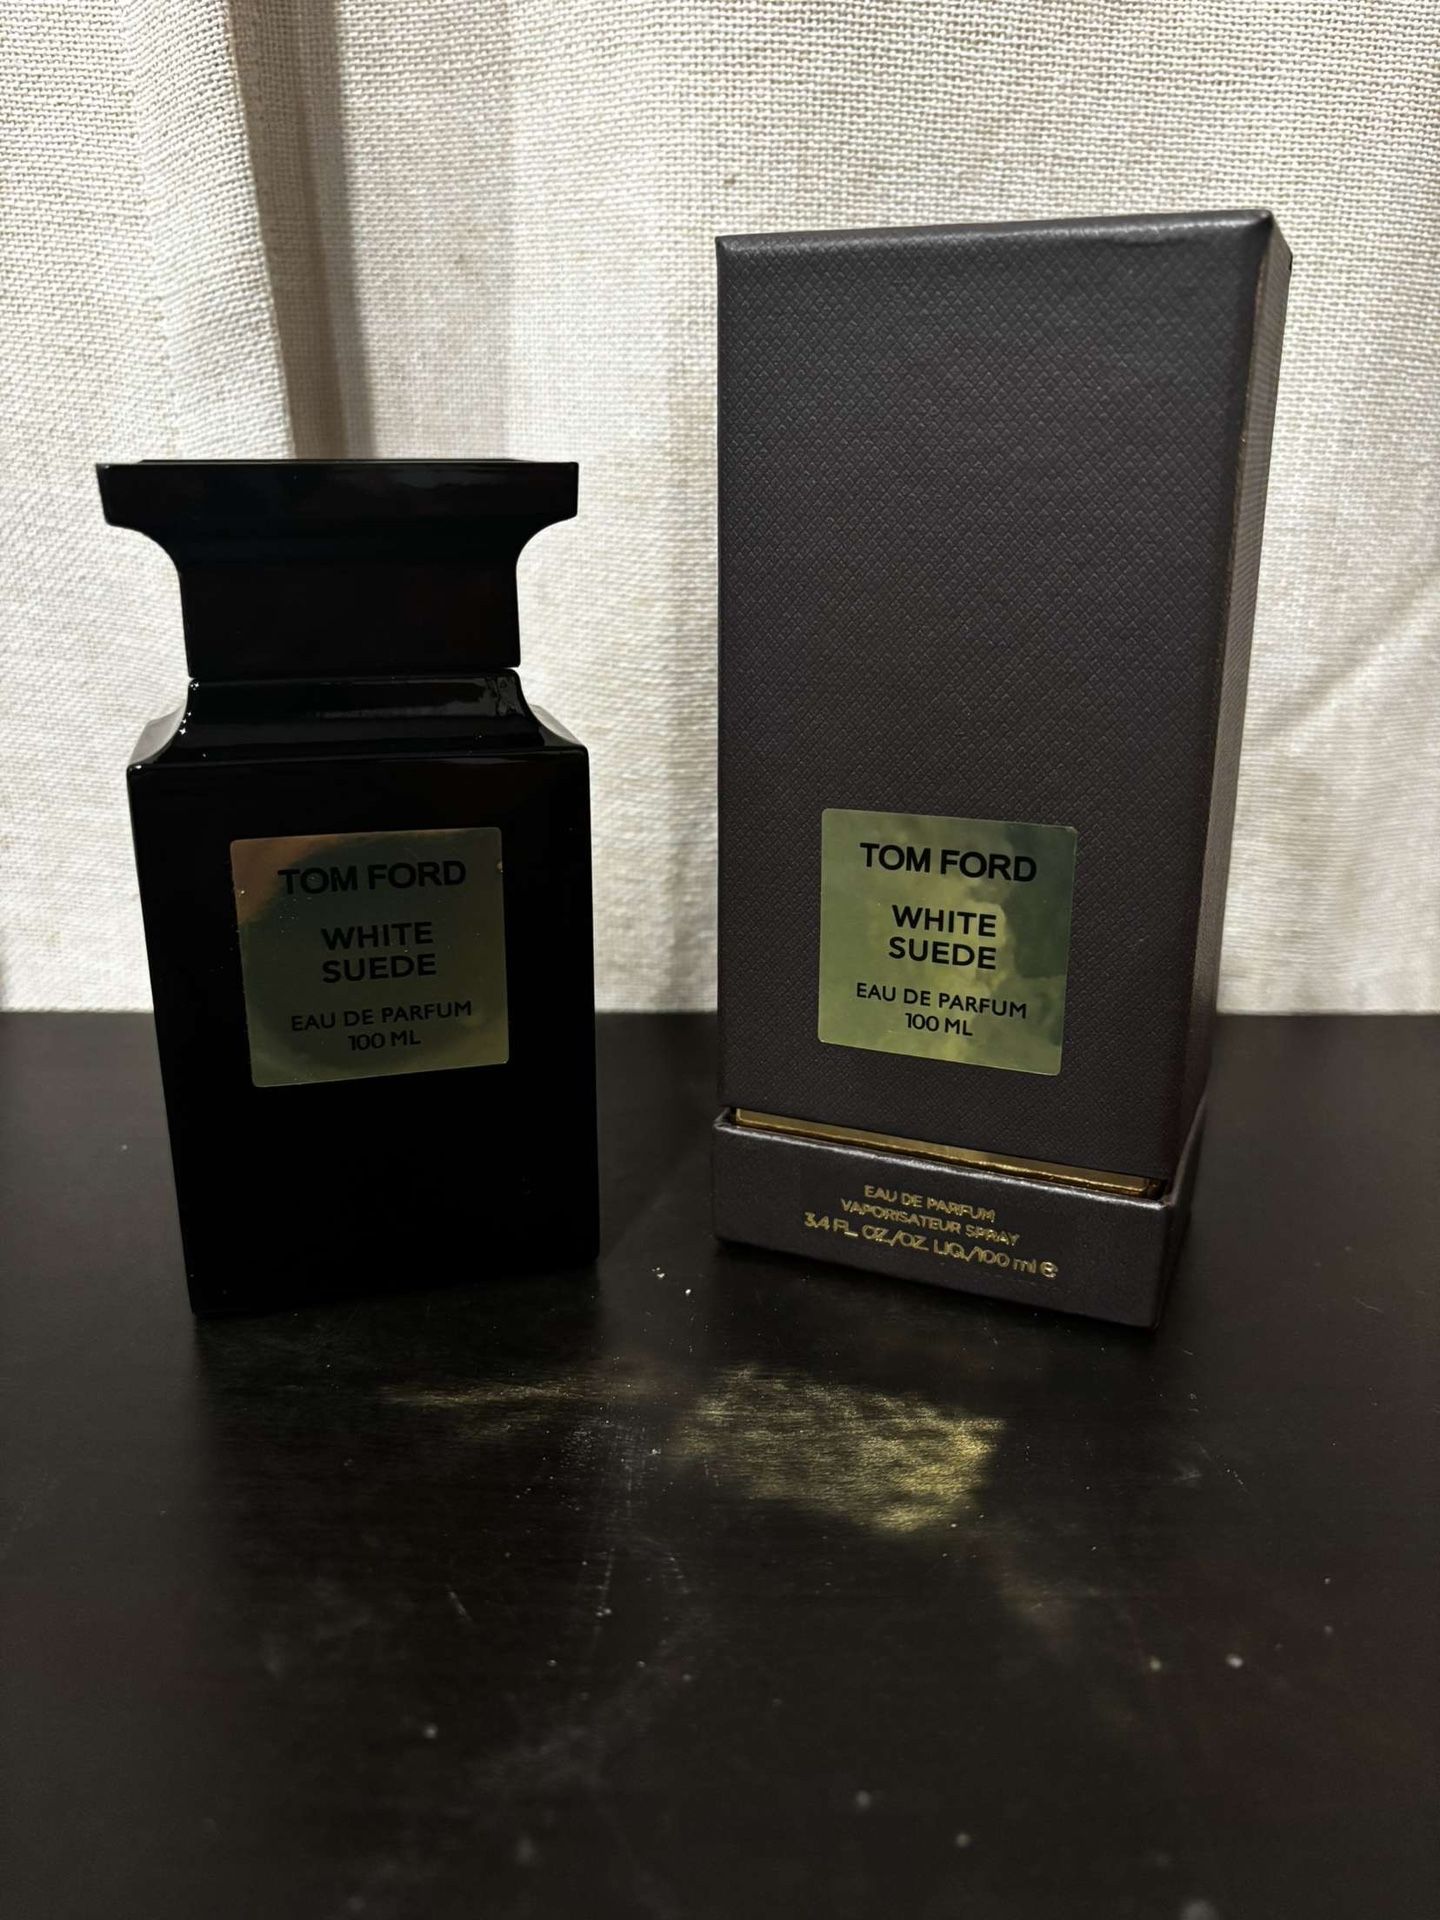 TOM FORD
WHITE
SUEDE
EAU DE PARFUM
100 ML
TOM FORD
WHITE
SUEDE
EAU DE PARFUM
100 ML
EAU DE PARFUM
VAPORISATEUR SPRAY
3.4 FL. OZ./OZ. LIQ./100 ml ℮